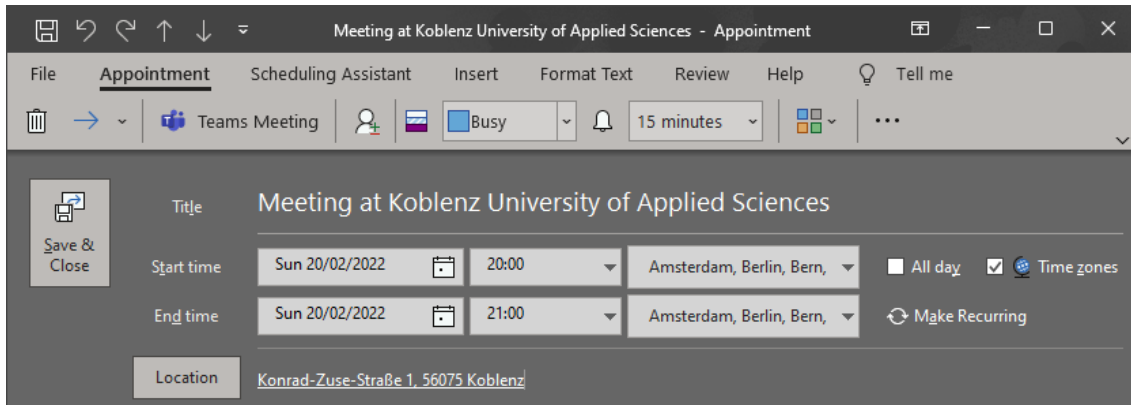 Meeting at Koblenz University of Applied Sciences - Appointment
File Appointment Scheduling Assistant Insert Format Text Review Help Tell me
Teams Meeting Busy 15 minutes
Title Meeting at Koblenz University of Applied Sciences
Save & Close
Start time Sun 20/02/2022 20:00 Amsterdam, Berlin, Bern, All day Time zones
End time Sun 20/02/2022 21:00 Amsterdam, Berlin, Bern, Make Recurring
Location Konrad-Zuse-Straße 1, 56075 Koblenz